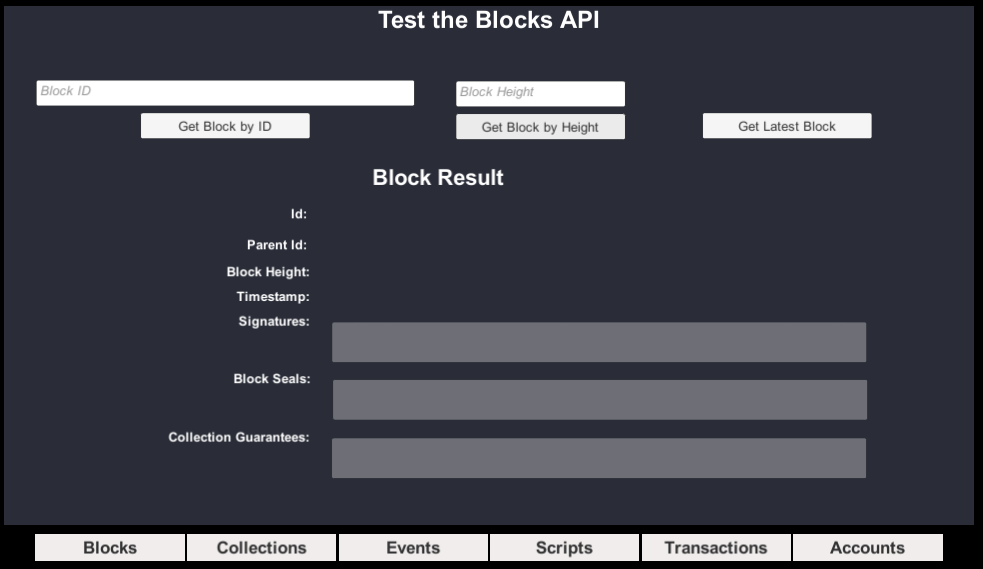 Test the Blocks API
Block ID
Block Height
Get Block by ID
Get Block by Height
Get Latest Block
Block Result
Id:
Parent Id:
Block Height:
Timestamp:
Signatures:
Block Seals:
Collection Guarantees:
Blocks
Collections
Events
Scripts
Transactions
Accounts